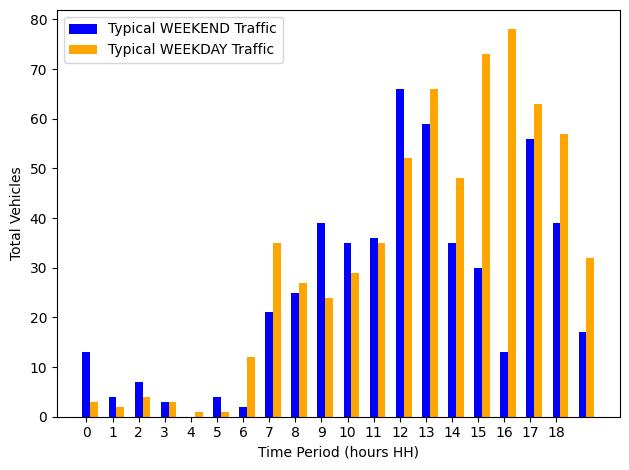 80
Typical WEEKEND Traffic
Typical WEEKDAY Traffic
70
60
50
40
30
20
10
0
Total Vehicles
0 1 2 3 4 5 6 7 8 9 10 11 12 13 14 15 16 17 18
Time Period (hours HH)